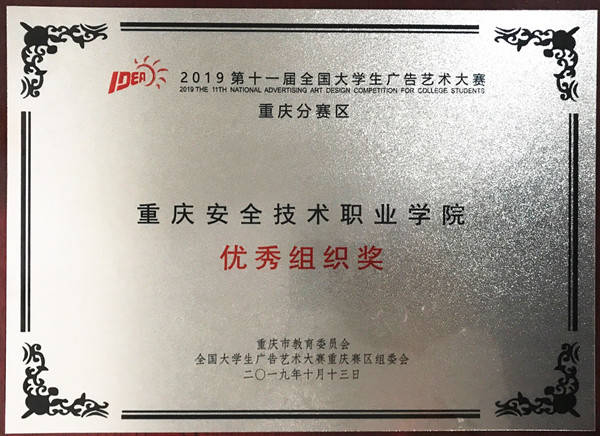 IDEA
2019 第十一届全国大学生广告艺术大赛
2019 THE 11TH NATIONAL ADVERTISING ART DESIGN COMPETITION FOR COLLEGE STUDENTS
重庆分赛区
重庆安全技术职业学院
优秀组织奖
重庆市教育委员会
全国大学生广告艺术大赛重庆赛区组委会
二〇一九年十月十三日